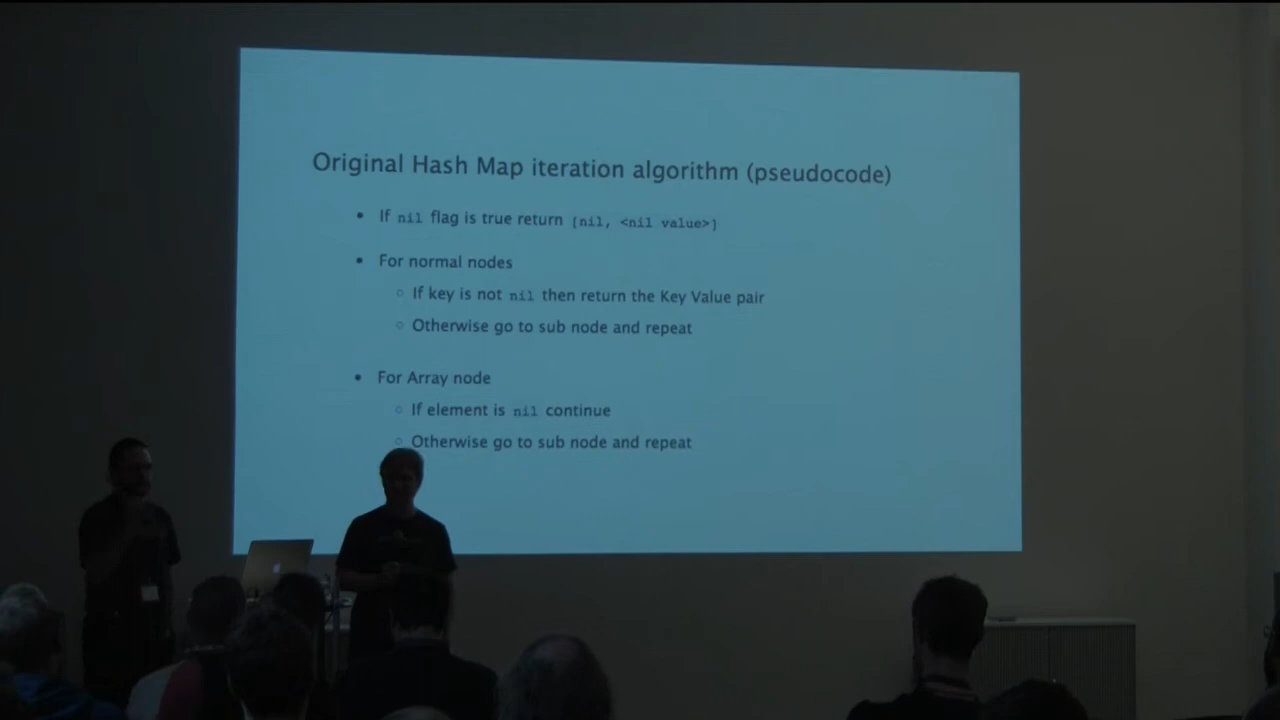 Original Hash Map iteration algorithm (pseudocode)
• If nil flag is true return [nil, <nil value>]
• For normal nodes
○ If key is not nil then return the Key Value pair
○ Otherwise go to sub node and repeat
• For Array node
○ If element is nil continue
○ Otherwise go to sub node and repeat